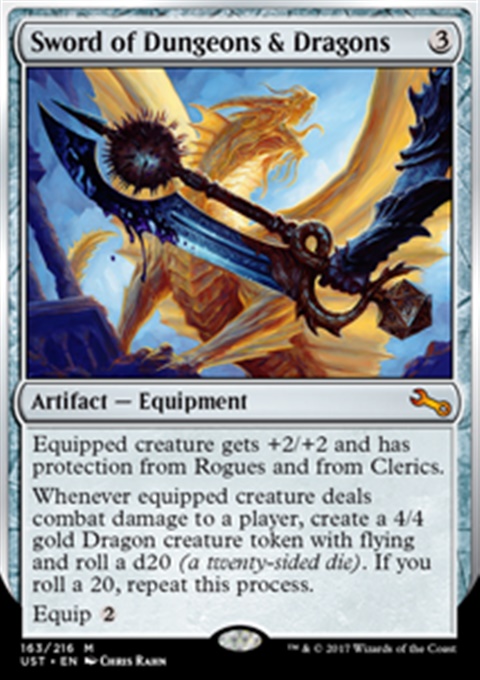 Sword of Dungeons & Dragons 3
Artifact — Equipment
Equipped creature gets +2/+2 and has
protection from Rogues and from Clerics.
Whenever equipped creature deals
combat damage to a player, create a 4/4
gold Dragon creature token with flying
and roll a d20 (a twenty-sided die). If you
roll a 20, repeat this process.
Equip 2
163/216 M
UST • EN Chris Rahn
™ & © 2017 Wizards of the Coast